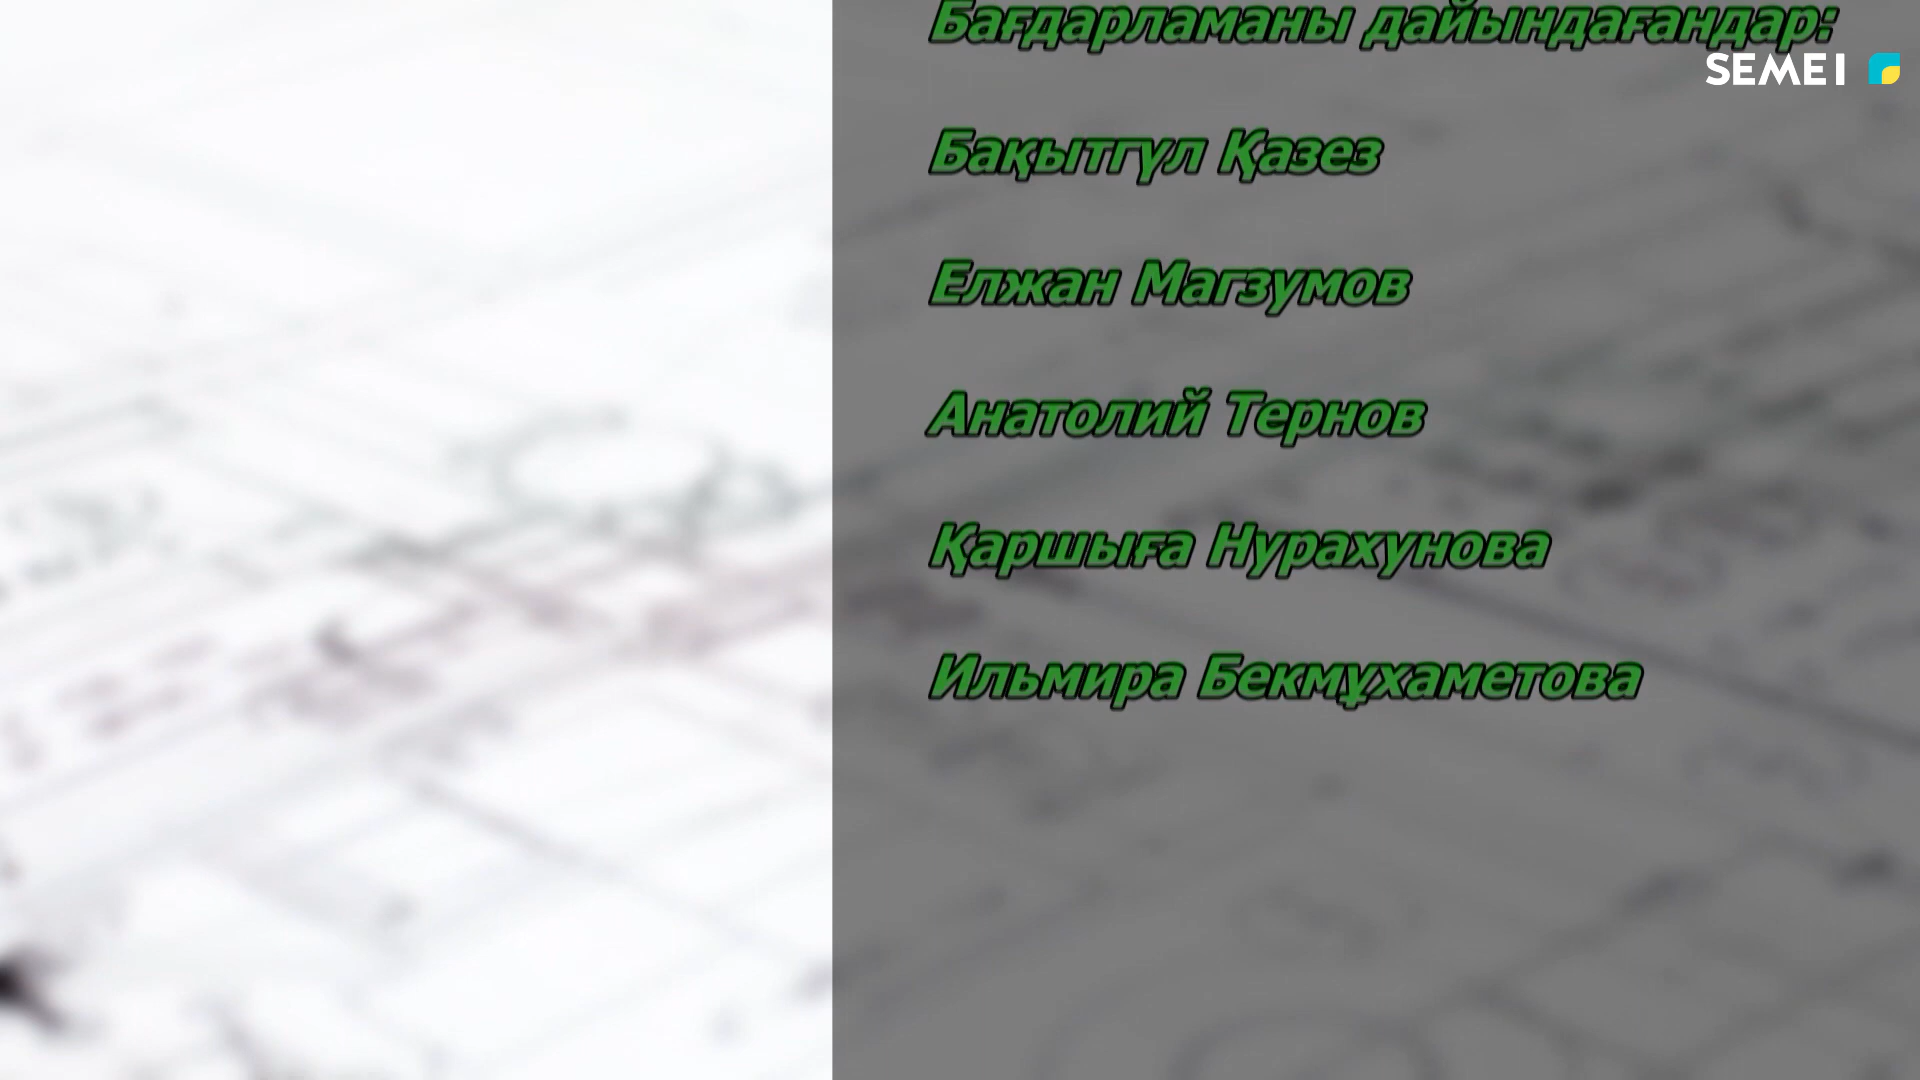 Бағдарламаны дайындағандар:
SEMEI
Бақытгүл Қазез
Елжан Магзумов
Анатолий Тернов
Қаршыға Нурахунова
Ильмира Бекмұхаметова